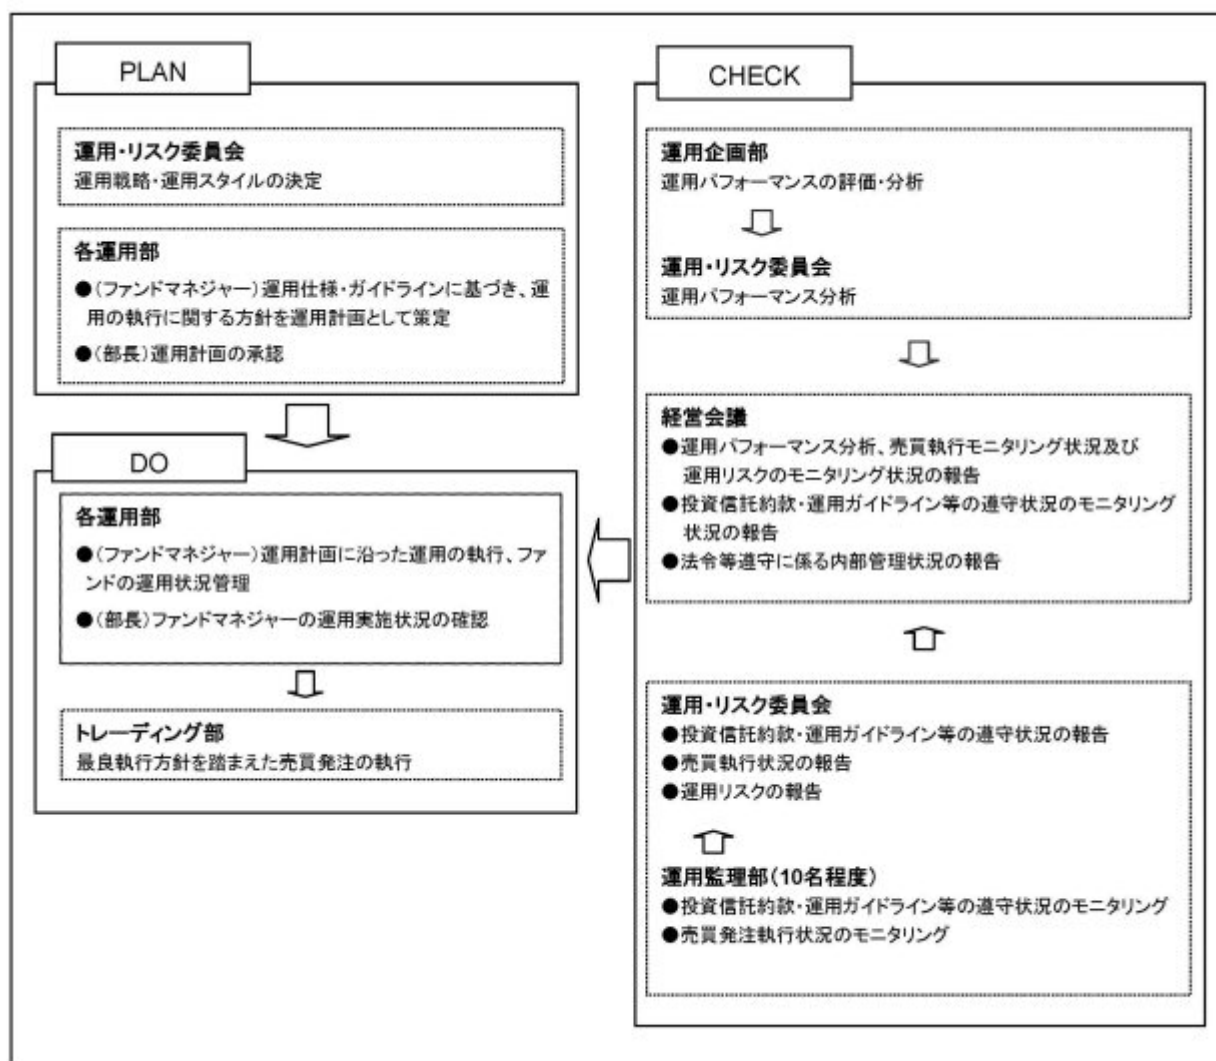 PLAN
運用・リスク委員会
運用戦略・運用スタイルの決定
各運用部
●（ファンドマネジャー）運用仕様・ガイドラインに基づき、運
用の執行に関する方針を運用計画として策定
●（部長）運用計画の承認
DO
各運用部
●（ファンドマネジャー）運用計画に沿った運用の執行、ファ
ンドの運用状況管理
●（部長）ファンドマネジャーの運用実施状況の確認
トレーディング部
最良執行方針を踏まえた売買発注の執行
CHECK
運用企画部
運用パフォーマンスの評価・分析
運用・リスク委員会
運用パフォーマンス分析
経営会議
●運用パフォーマンス分析、売買執行モニタリング状況及び
運用リスクのモニタリング状況の報告
●投資信託約款・運用ガイドライン等の遵守状況のモニタリング
状況の報告
●法令等遵守に係る内部管理状況の報告
運用・リスク委員会
●投資信託約款・運用ガイドライン等の遵守状況の報告
●売買執行状況の報告
●運用リスクの報告
運用監理部（10名程度）
●投資信託約款・運用ガイドライン等の遵守状況のモニタリング
●売買発注執行状況のモニタリング